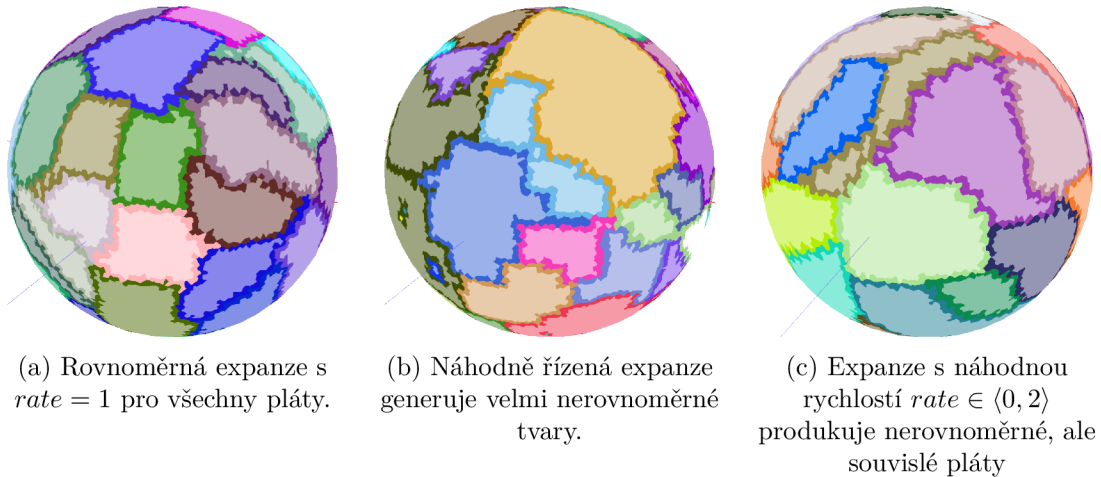 (a) Rovnoměrná expanze s
rate = 1 pro všechny pláty.
(b) Náhodně řízená expanze
generuje velmi nerovnoměrné
tvary.
(c) Expanze s náhodnou
rychlostí rate ∈ ⟨0, 2⟩
produkuje nerovnoměrné, ale
souvislé pláty